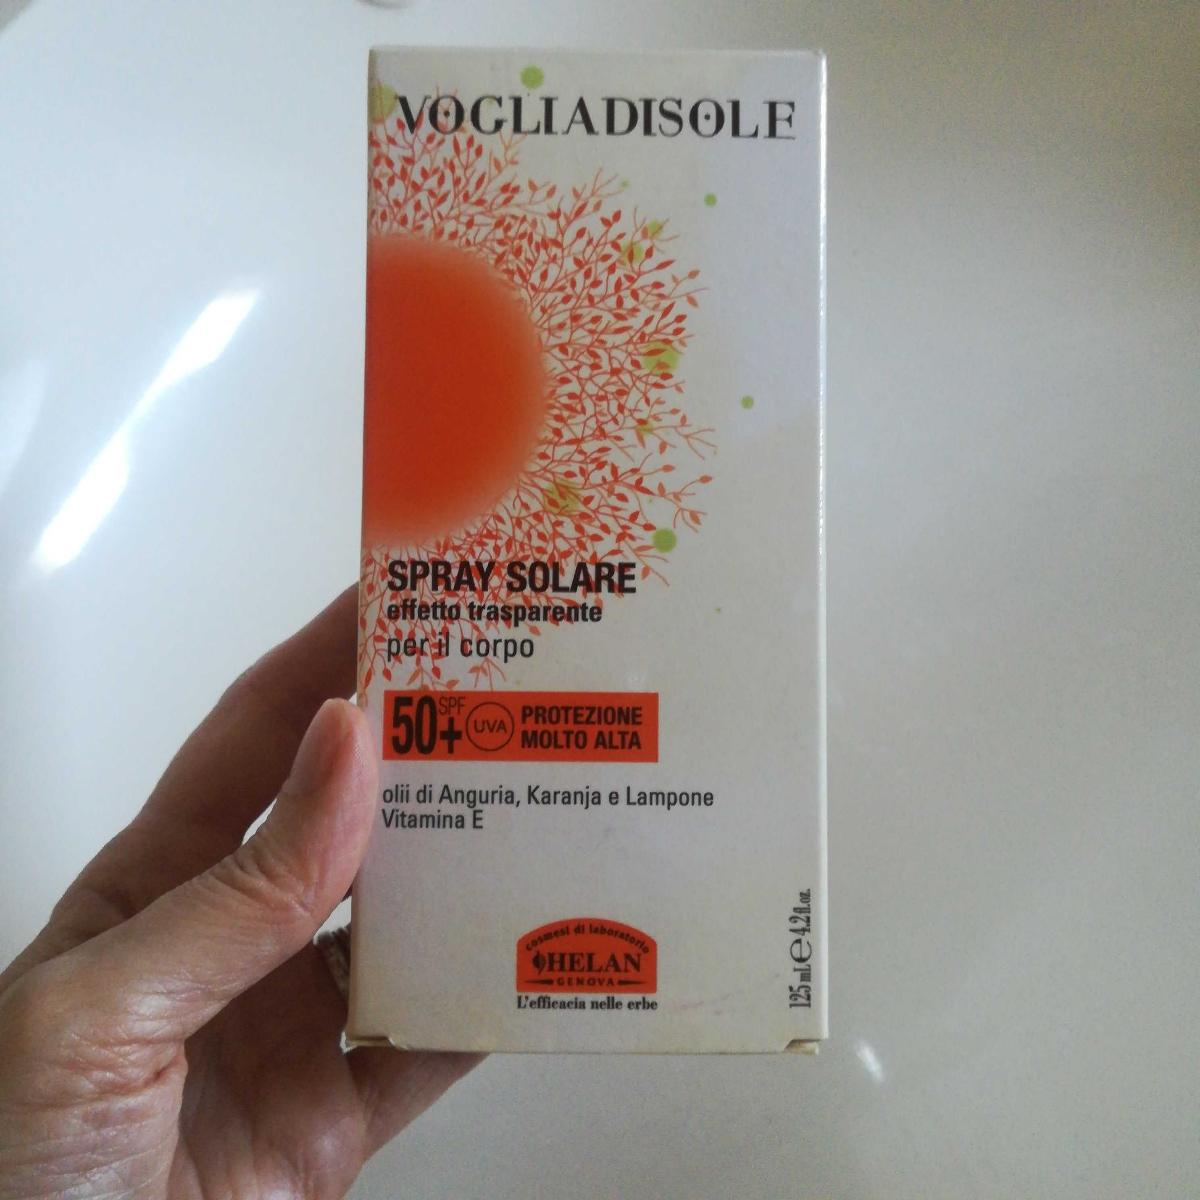 VOGLIADISOLE
SPRAY SOLARE
effetto trasparente
per il corpo
50+ SPF UVA PROTEZIONE
MOLTO ALTA
olii di Anguria, Karanja e Lampone
Vitamina E
cosmesi di laboratorio
HELAN
GENOVA
L'efficacia nelle erbe
125 mL e 4.2 fl.oz.